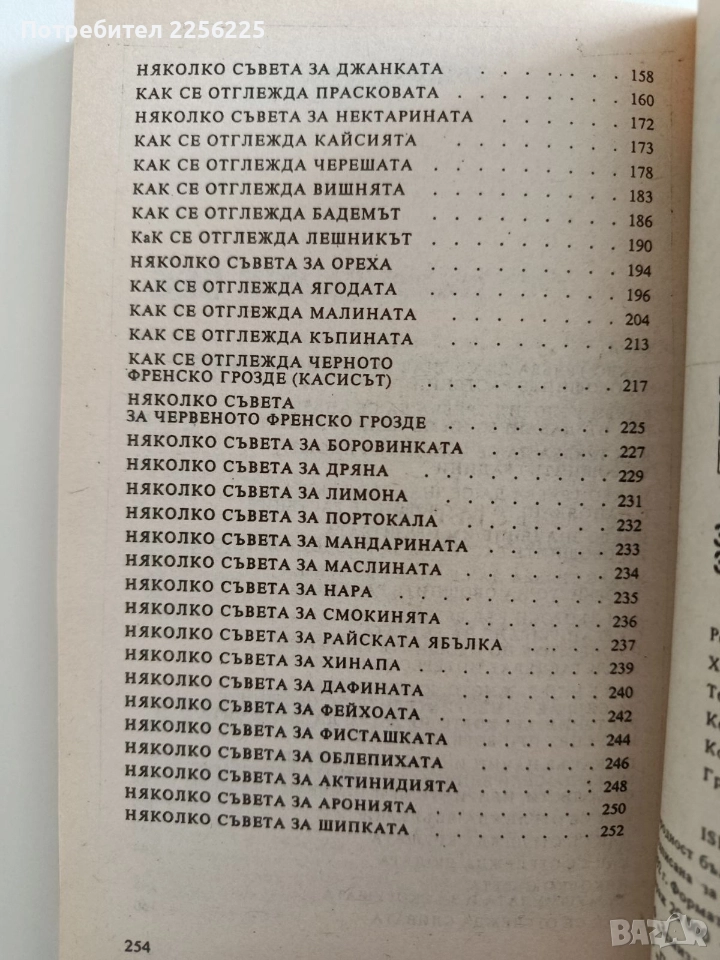 Потребител 2256225
НЯКОЛКО СЪВЕТА ЗА ДЖАНКАТА . . . . . . 158
КАК СЕ ОТГЛЕЖДА ПРАСКОВАТА . . . . . . 160
НЯКОЛКО СЪВЕТА ЗА НЕКТАРИНАТА . . . . . 172
КАК СЕ ОТГЛЕЖДА КАЙСИЯТА . . . . . . 173
КАК СЕ ОТГЛЕЖДА ЧЕРЕШАТА . . . . . . . 178
КАК СЕ ОТГЛЕЖДА ВИШНЯТА . . . . . . . 183
КАК СЕ ОТГЛЕЖДА БАДЕМЪТ . . . . . . . 186
КаК СЕ ОТГЛЕЖДА ЛЕШНИКЪТ . . . . . . . 190
НЯКОЛКО СЪВЕТА ЗА ОРЕХА . . . . . . . 194
КАК СЕ ОТГЛЕЖДА ЯГОДАТА . . . . . . . 196
КАК СЕ ОТГЛЕЖДА МАЛИНАТА . . . . . . 204
КАК СЕ ОТГЛЕЖДА КЪПИНАТА . . . . . . 213
КАК СЕ ОТГЛЕЖДА ЧЕРНОТО
ФРЕНСКО ГРОЗДЕ (КАСИСЪТ) . . . . . . . 217
НЯКОЛКО СЪВЕТА
ЗА ЧЕРВЕНОТО ФРЕНСКО ГРОЗДЕ . . . . . . 225
НЯКОЛКО СЪВЕТА ЗА БОРОВИНКАТА . . . . . 227
НЯКОЛКО СЪВЕТА ЗА ДРЯНА . . . . . . . 229
НЯКОЛКО СЪВЕТА ЗА ЛИМОНА . . . . . . . 231
НЯКОЛКО СЪВЕТА ЗА ПОРТОКАЛА . . . . . . 232
НЯКОЛКО СЪВЕТА ЗА МАНДАРИНАТА . . . . . 233
НЯКОЛКО СЪВЕТА ЗА МАСЛИНАТА . . . . . . 234
НЯКОЛКО СЪВЕТА ЗА НАРА . . . . . . . . 235
НЯКОЛКО СЪВЕТА ЗА СМОКИНЯТА . . . . . . 236
НЯКОЛКО СЪВЕТА ЗА РАЙСКАТА ЯБЪЛКА . . . . 237
НЯКОЛКО СЪВЕТА ЗА ХИНАПА . . . . . . . 239
НЯКОЛКО СЪВЕТА ЗА ДАФИНАТА . . . . . . 240
НЯКОЛКО СЪВЕТА ЗА ФЕЙХОАТА . . . . . . 242
НЯКОЛКО СЪВЕТА ЗА ФИСТАШКАТА . . . . . 244
НЯКОЛКО СЪВЕТА ЗА ОБЛЕПИХАТА . . . . . 246
НЯКОЛКО СЪВЕТА ЗА АКТИНИДИЯТА . . . . . 248
НЯКОЛКО СЪВЕТА ЗА АРОНИЯТА . . . . . . 250
НЯКОЛКО СЪВЕТА ЗА ШИПКАТА . . . . . . 252
254
bazar